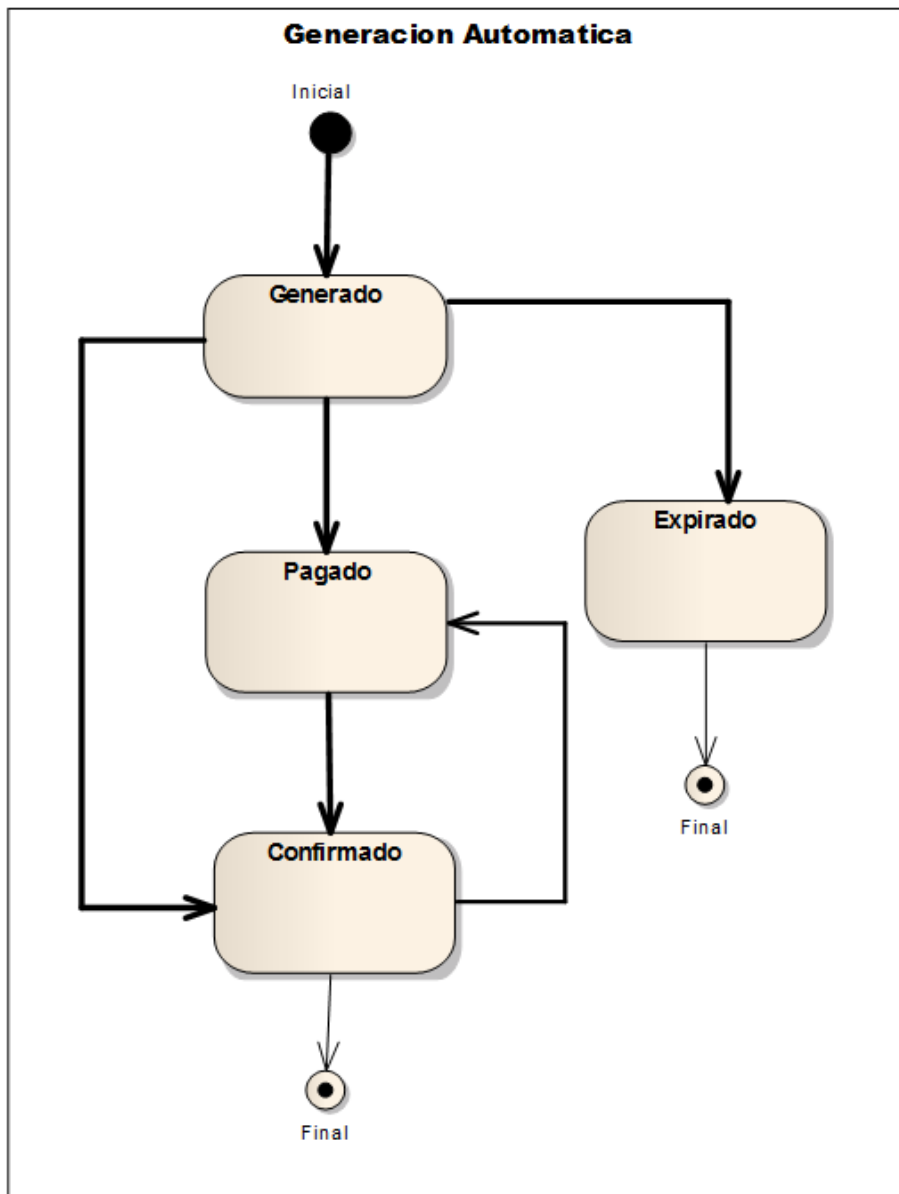 Generacion Automatica
Inicial
Generado
Expirado
Pagado
Final
Confirmado
Final